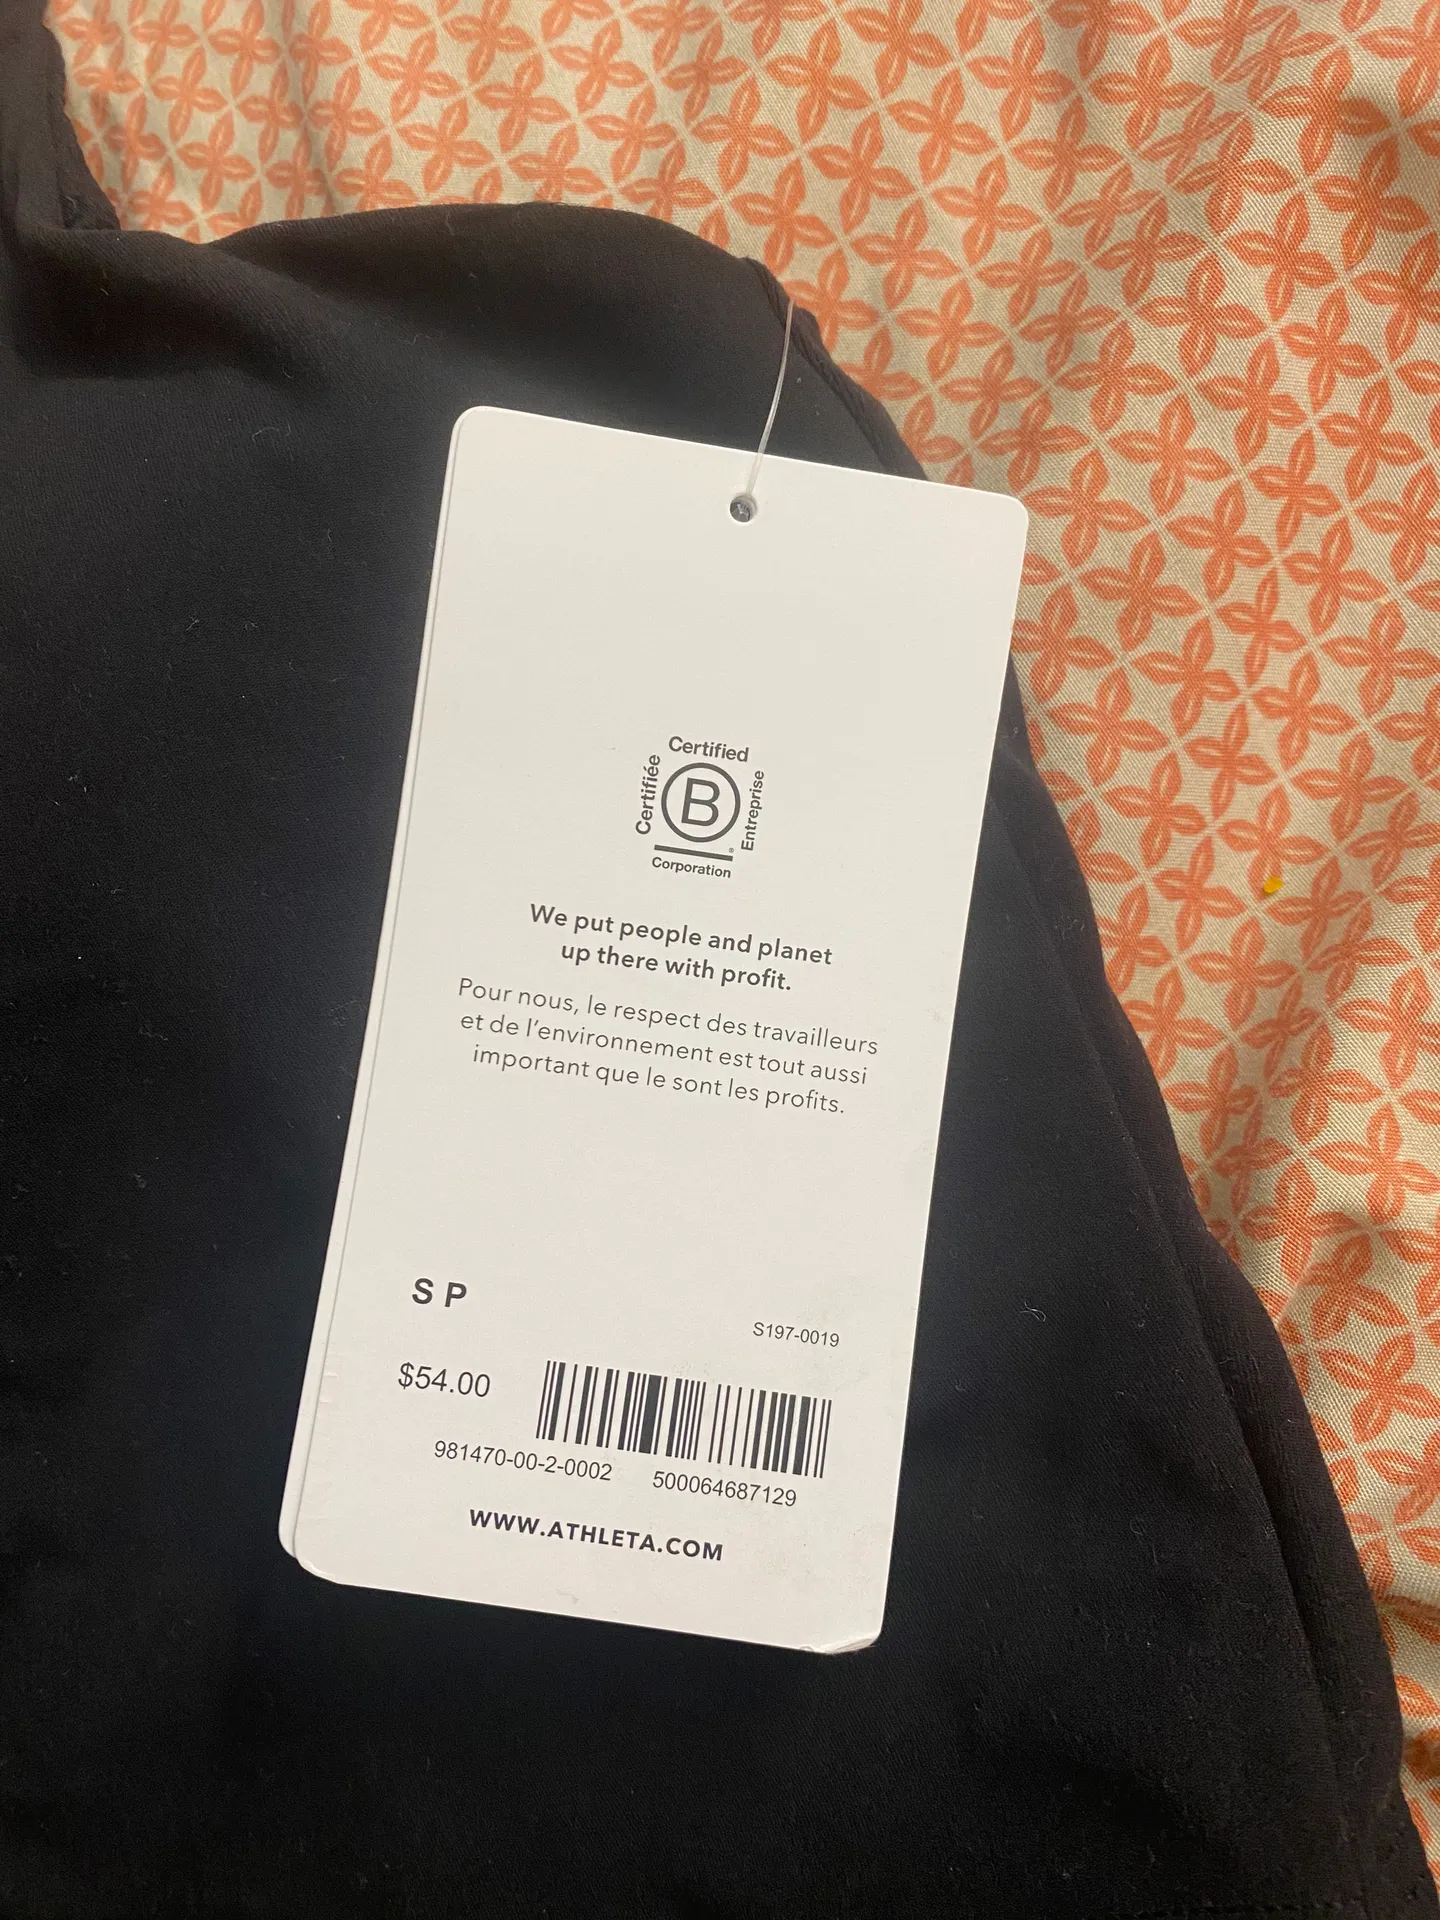 Certified
Certifiée
B
Entreprise
®
Corporation
We put people and planet
up there with profit.
Pour nous, le respect des travailleurs
et de l'environnement est tout aussi
important que le sont les profits.
S P
S197-0019
$54.00
981470-00-2-0002 500064687129
WWW.ATHLETA.COM